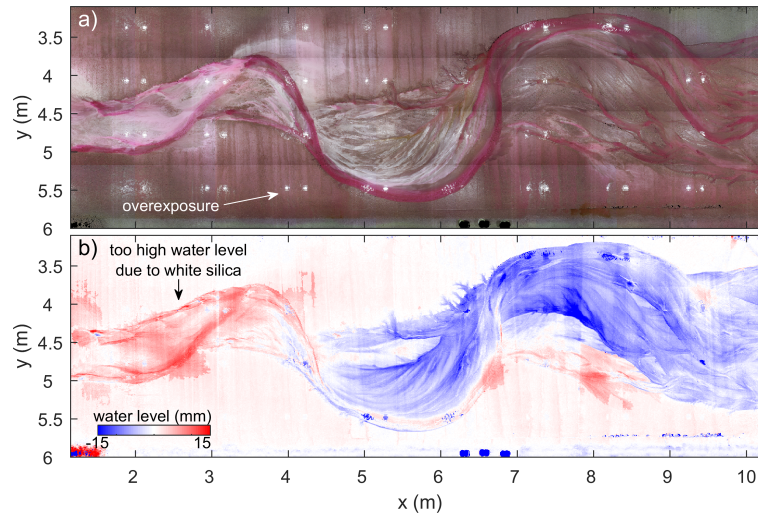 a)
3.5
4
4.5
5
5.5
6
y (m)
overexposure
b)
too high water level
due to white silica
3.5
4
4.5
5
5.5
6
y (m)
water level (mm)
-15
15
2
3
4
5
6
7
8
9
10
x (m)